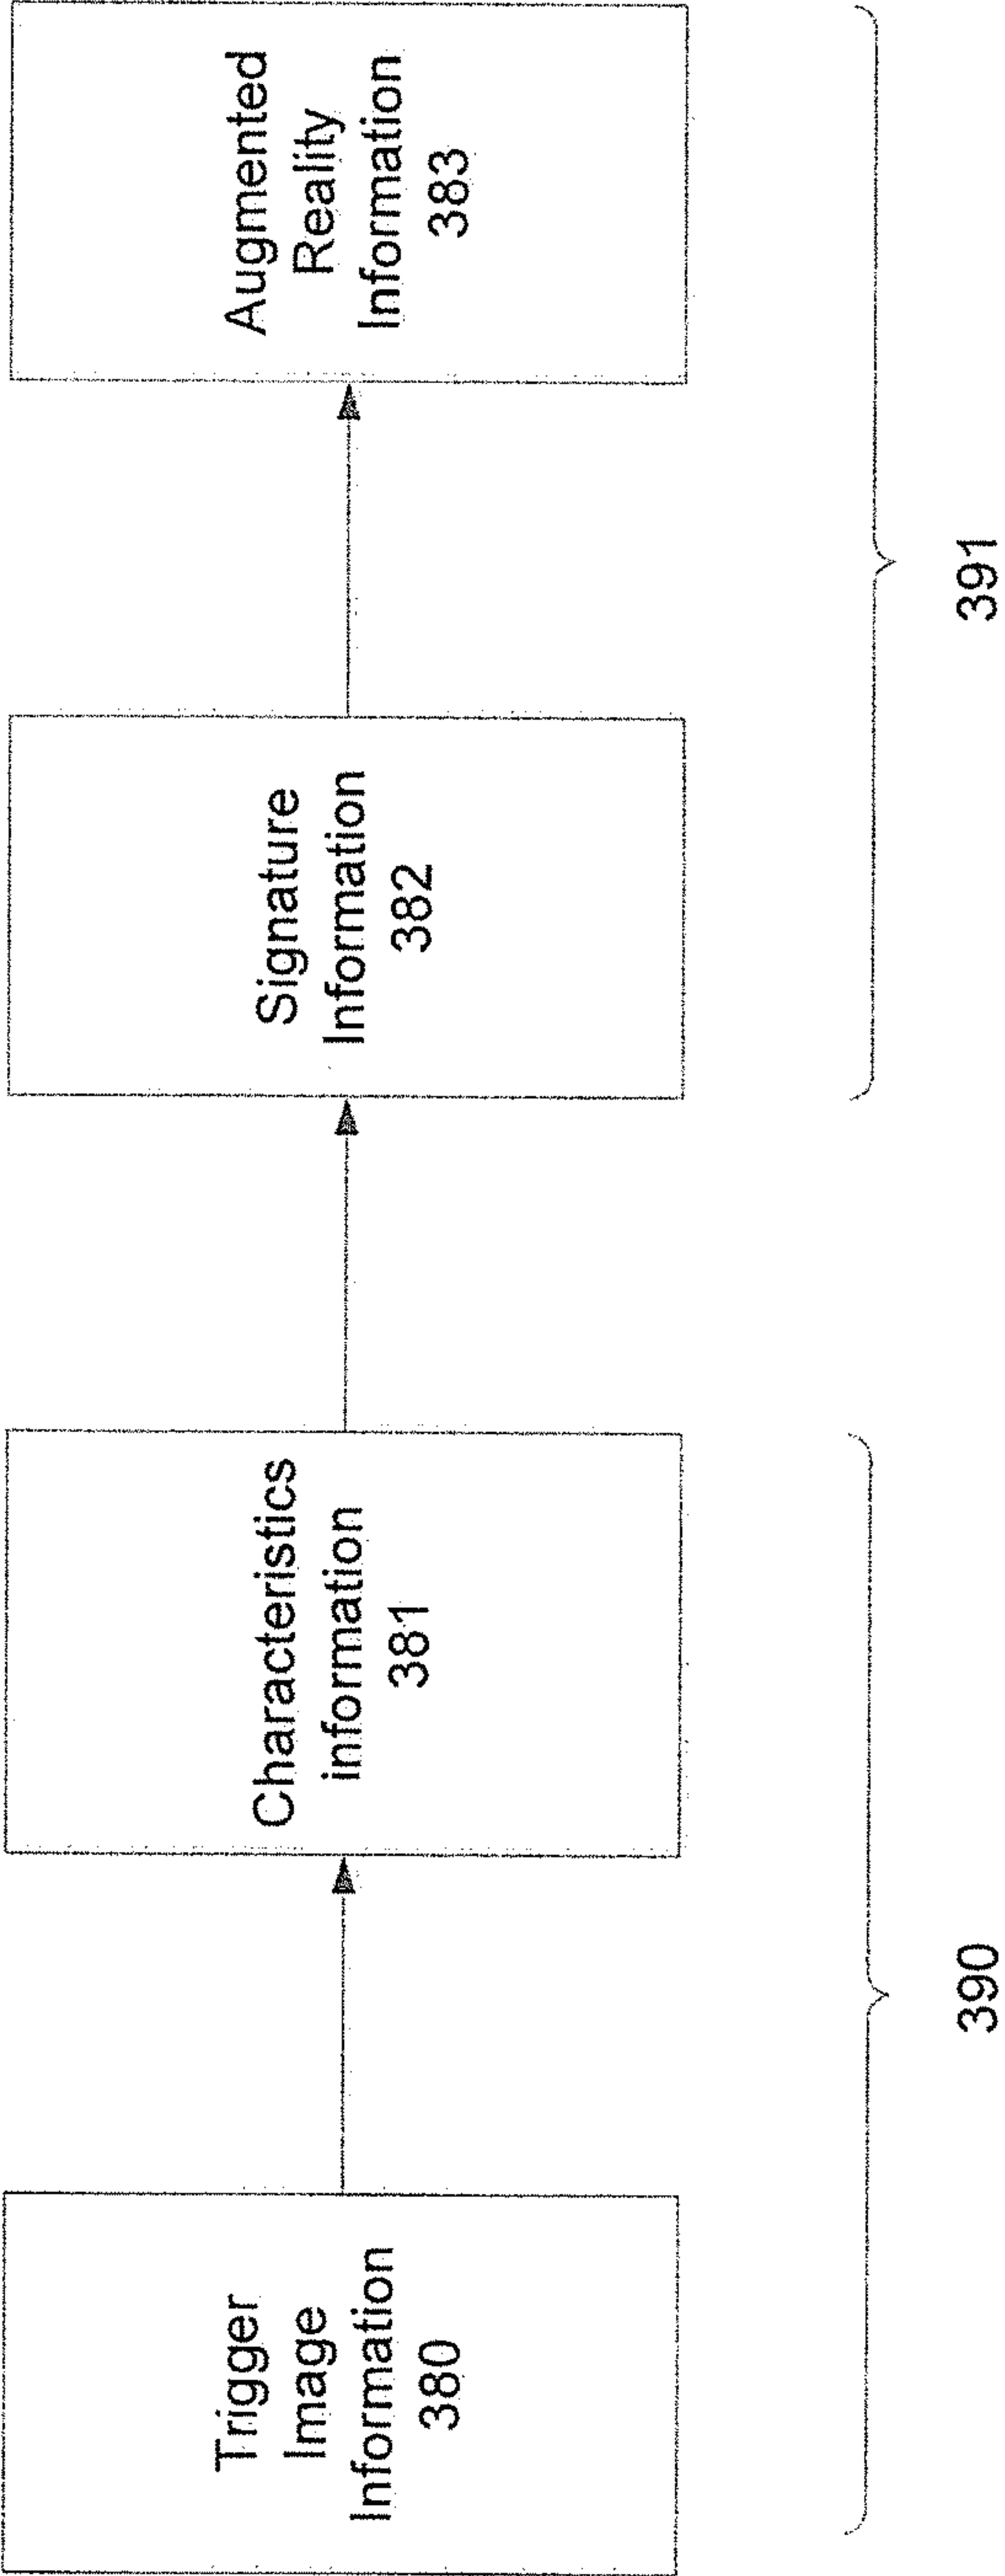 Trigger
Image
Information
380
Characteristics
information
381
Signature
Information
382
Augmented
Reality
Information
383
390
391